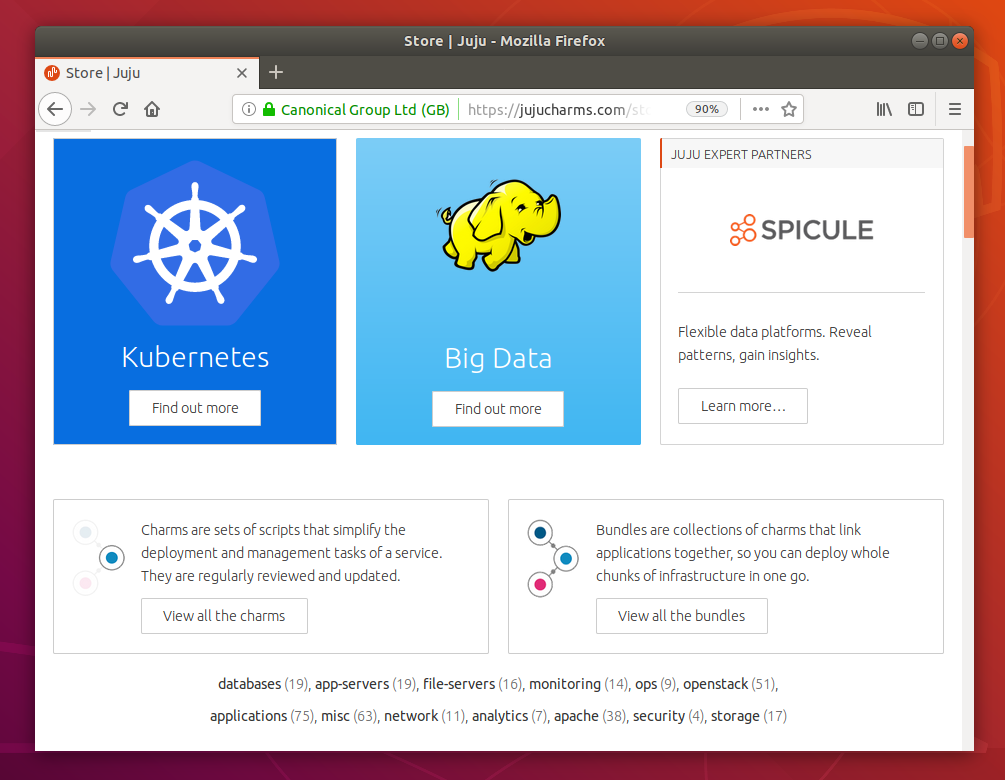 Store | Juju - Mozilla Firefox
Store | Juju
Canonical Group Ltd (GB)
https://jujucharms.com/st
90%
JUJU EXPERT PARTNERS
SPICULE
Flexible data platforms. Reveal
patterns, gain insights.
Learn more…
Kubernetes
Find out more
Big Data
Find out more
Charms are sets of scripts that simplify the
deployment and management tasks of a service.
They are regularly reviewed and updated.
View all the charms
Bundles are collections of charms that link
applications together, so you can deploy whole
chunks of infrastructure in one go.
View all the bundles
databases (19), app-servers (19), file-servers (16), monitoring (14), ops (9), openstack (51),
applications (75), misc (63), network (11), analytics (7), apache (38), security (4), storage (17)